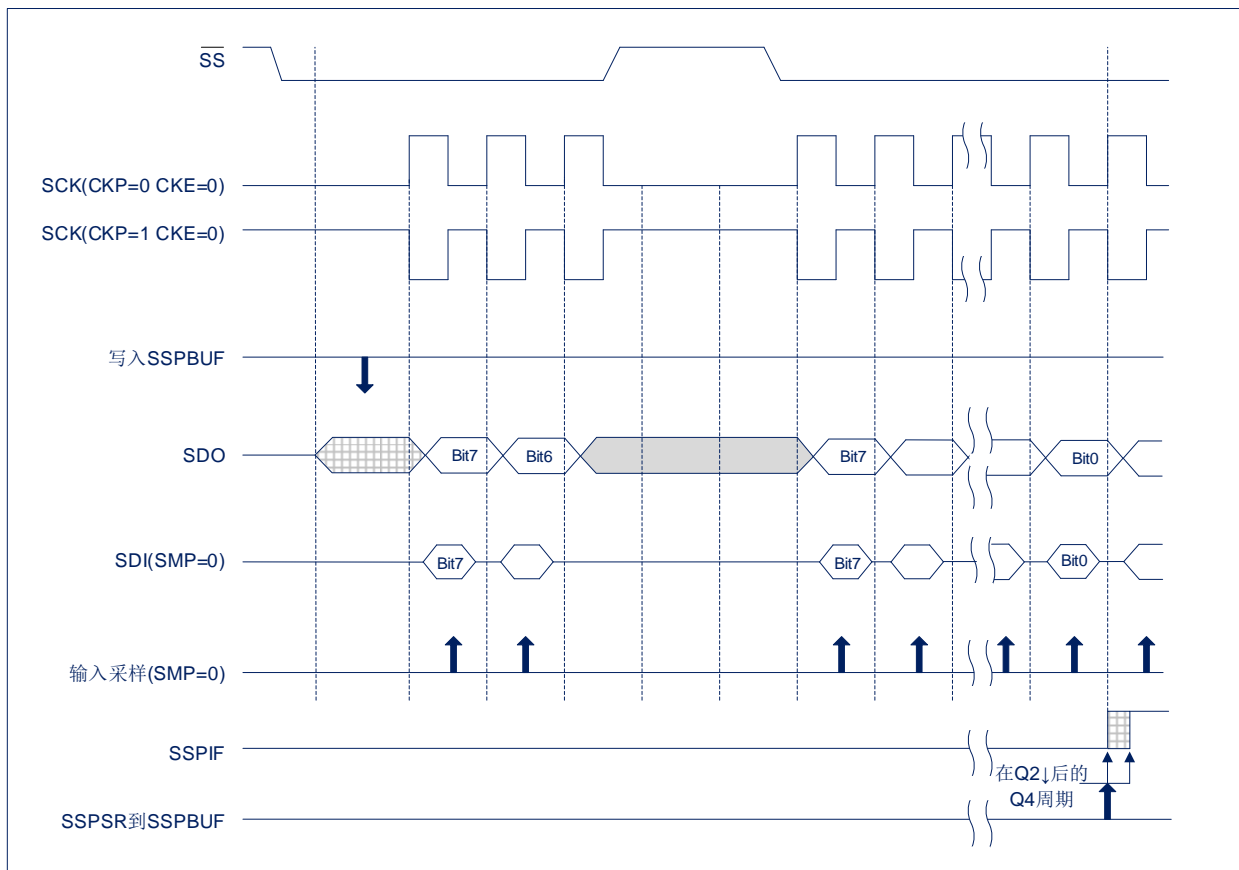 SS
SCK(CKP=0 CKE=0)
SCK(CKP=1 CKE=0)
写入SSPBUF
SDO
Bit7
Bit6
Bit7
Bit0
SDI(SMP=0)
Bit7
Bit7
Bit0
输入采样(SMP=0)
SSPIF
在Q2↓后的
Q4周期
SSPSR到SSPBUF